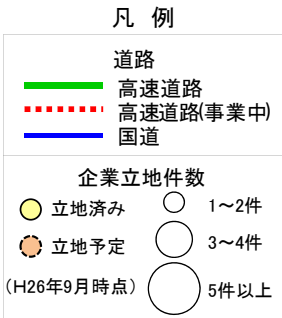 凡 例
道路
高速道路
高速道路(事業中)
国道
企業立地件数
立地済み
1～2件
立地予定
3～4件
(H26年9月時点)
5件以上